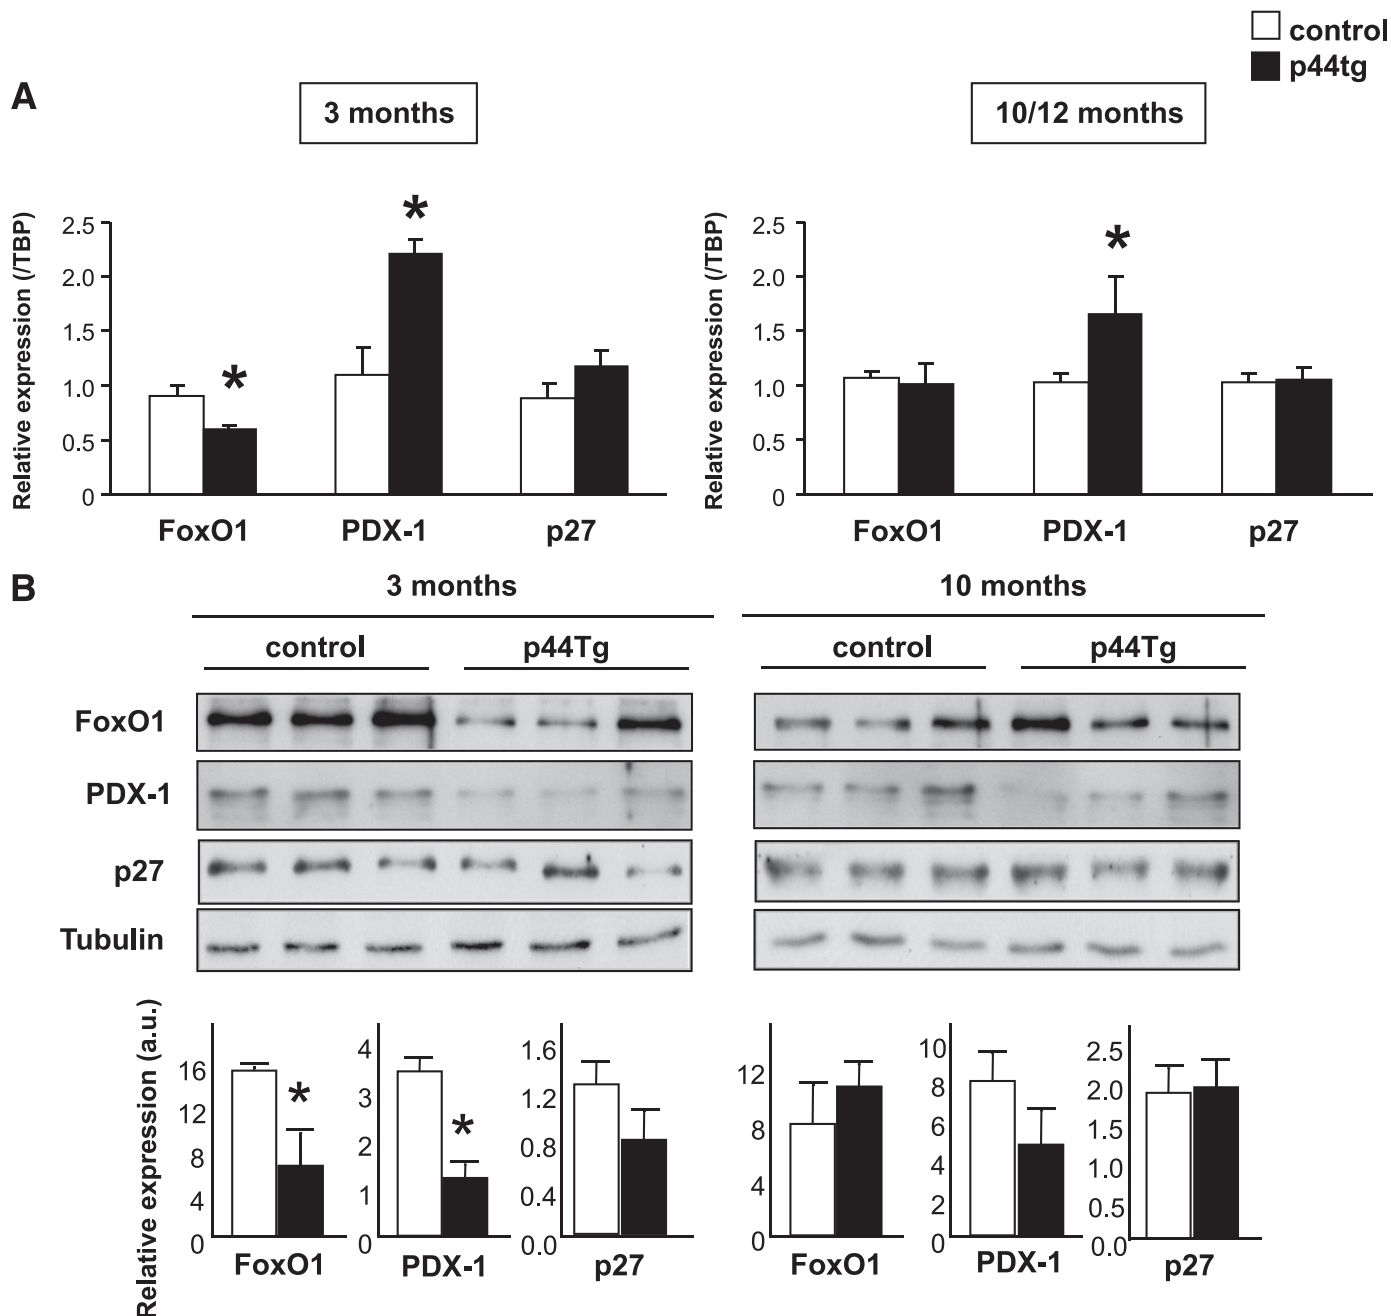 control
p44tg
A
3 months
10/12 months
Relative expression (/TBP)
2.5
2.0
1.5
1.0
0.5
0
*
*
FoxO1 PDX-1 p27
Relative expression (/TBP)
2.5
2.0
1.5
1.0
0.5
0
*
FoxO1 PDX-1 p27
B
3 months 10 months
control p44Tg control p44Tg
FoxO1
PDX-1
p27
Tubulin
Relative expression (a.u.)
16
12
8
4
0
*
FoxO1
4
3
2
1
0
*
PDX-1
1.6
1.2
0.8
0.4
0.0
p27
12
8
4
0
FoxO1
10
8
6
4
2
0
PDX-1
2.5
2.0
1.5
1.0
0.5
0.0
p27